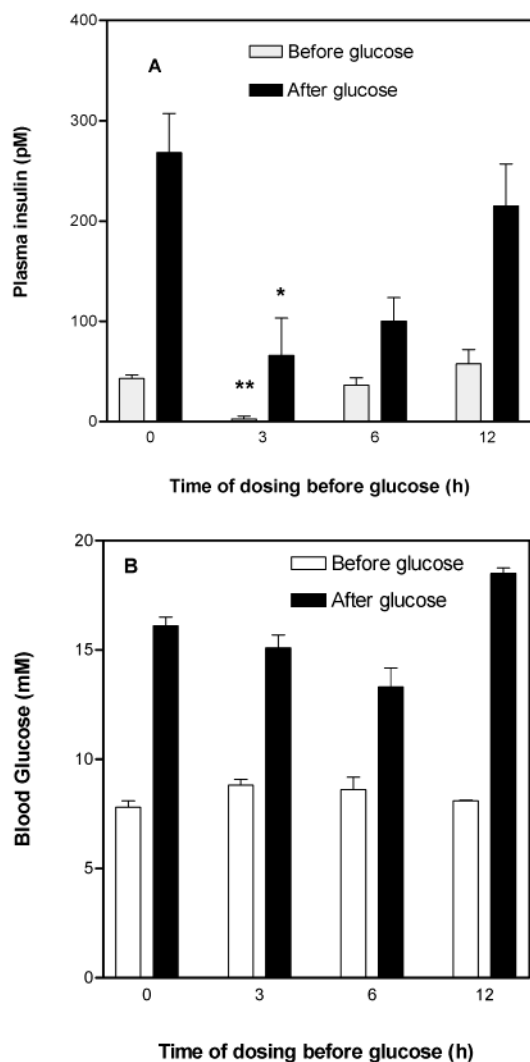 400
A
Before glucose
After glucose
300
200
100
0
Plasma insulin (pM)
*
**
0 3 6 12
Time of dosing before glucose (h)
20
B
Before glucose
After glucose
15
10
5
0
Blood Glucose (mM)
0 3 6 12
Time of dosing before glucose (h)